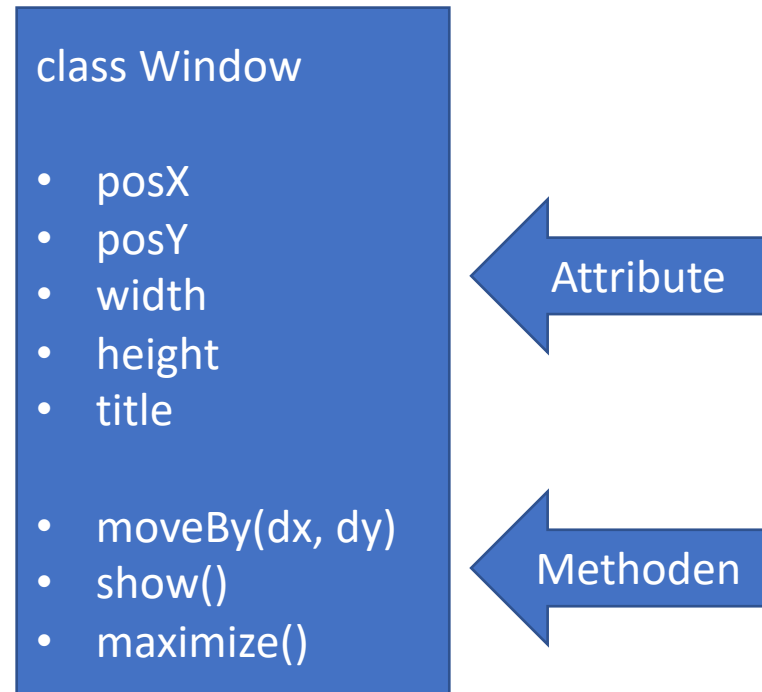 class Window
• posX
• posY
• width
• height
• title
• moveBy(dx, dy)
• show()
• maximize()
Attribute
Methoden